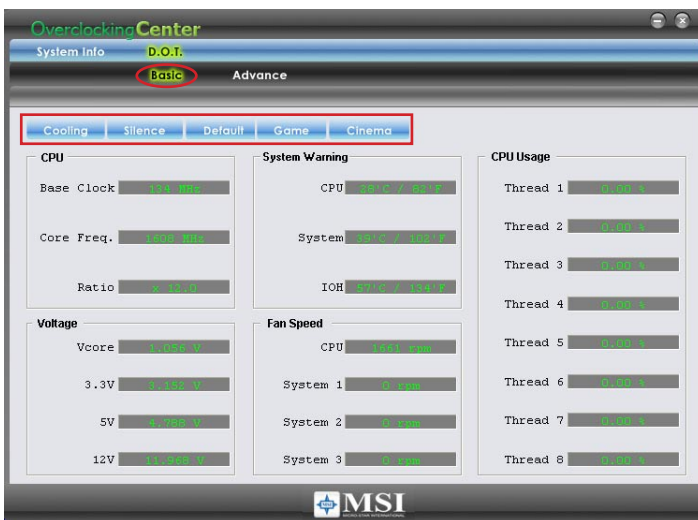 OverclockingCenter
System Info D.O.T.
Basic Advance
Cooling Silence Default Game Cinema
CPU
Base Clock 134 MHz
Core Freq. 1608 MHz
Ratio x 12.0
System Warning
CPU 28°C / 82°F
System 39°C / 102°F
IOH 57°C / 134°F
CPU Usage
Thread 1 0.00 %
Thread 2 0.00 %
Thread 3 0.00 %
Thread 4 0.00 %
Thread 5 0.00 %
Thread 6 0.00 %
Thread 7 0.00 %
Thread 8 0.00 %
Voltage
Vcore 1.056 V
3.3V 3.152 V
5V 4.788 V
12V 11.968 V
Fan Speed
CPU 1661 rpm
System 1 0 rpm
System 2 0 rpm
System 3 0 rpm
MSI
MICRO-STAR INTERNATIONAL